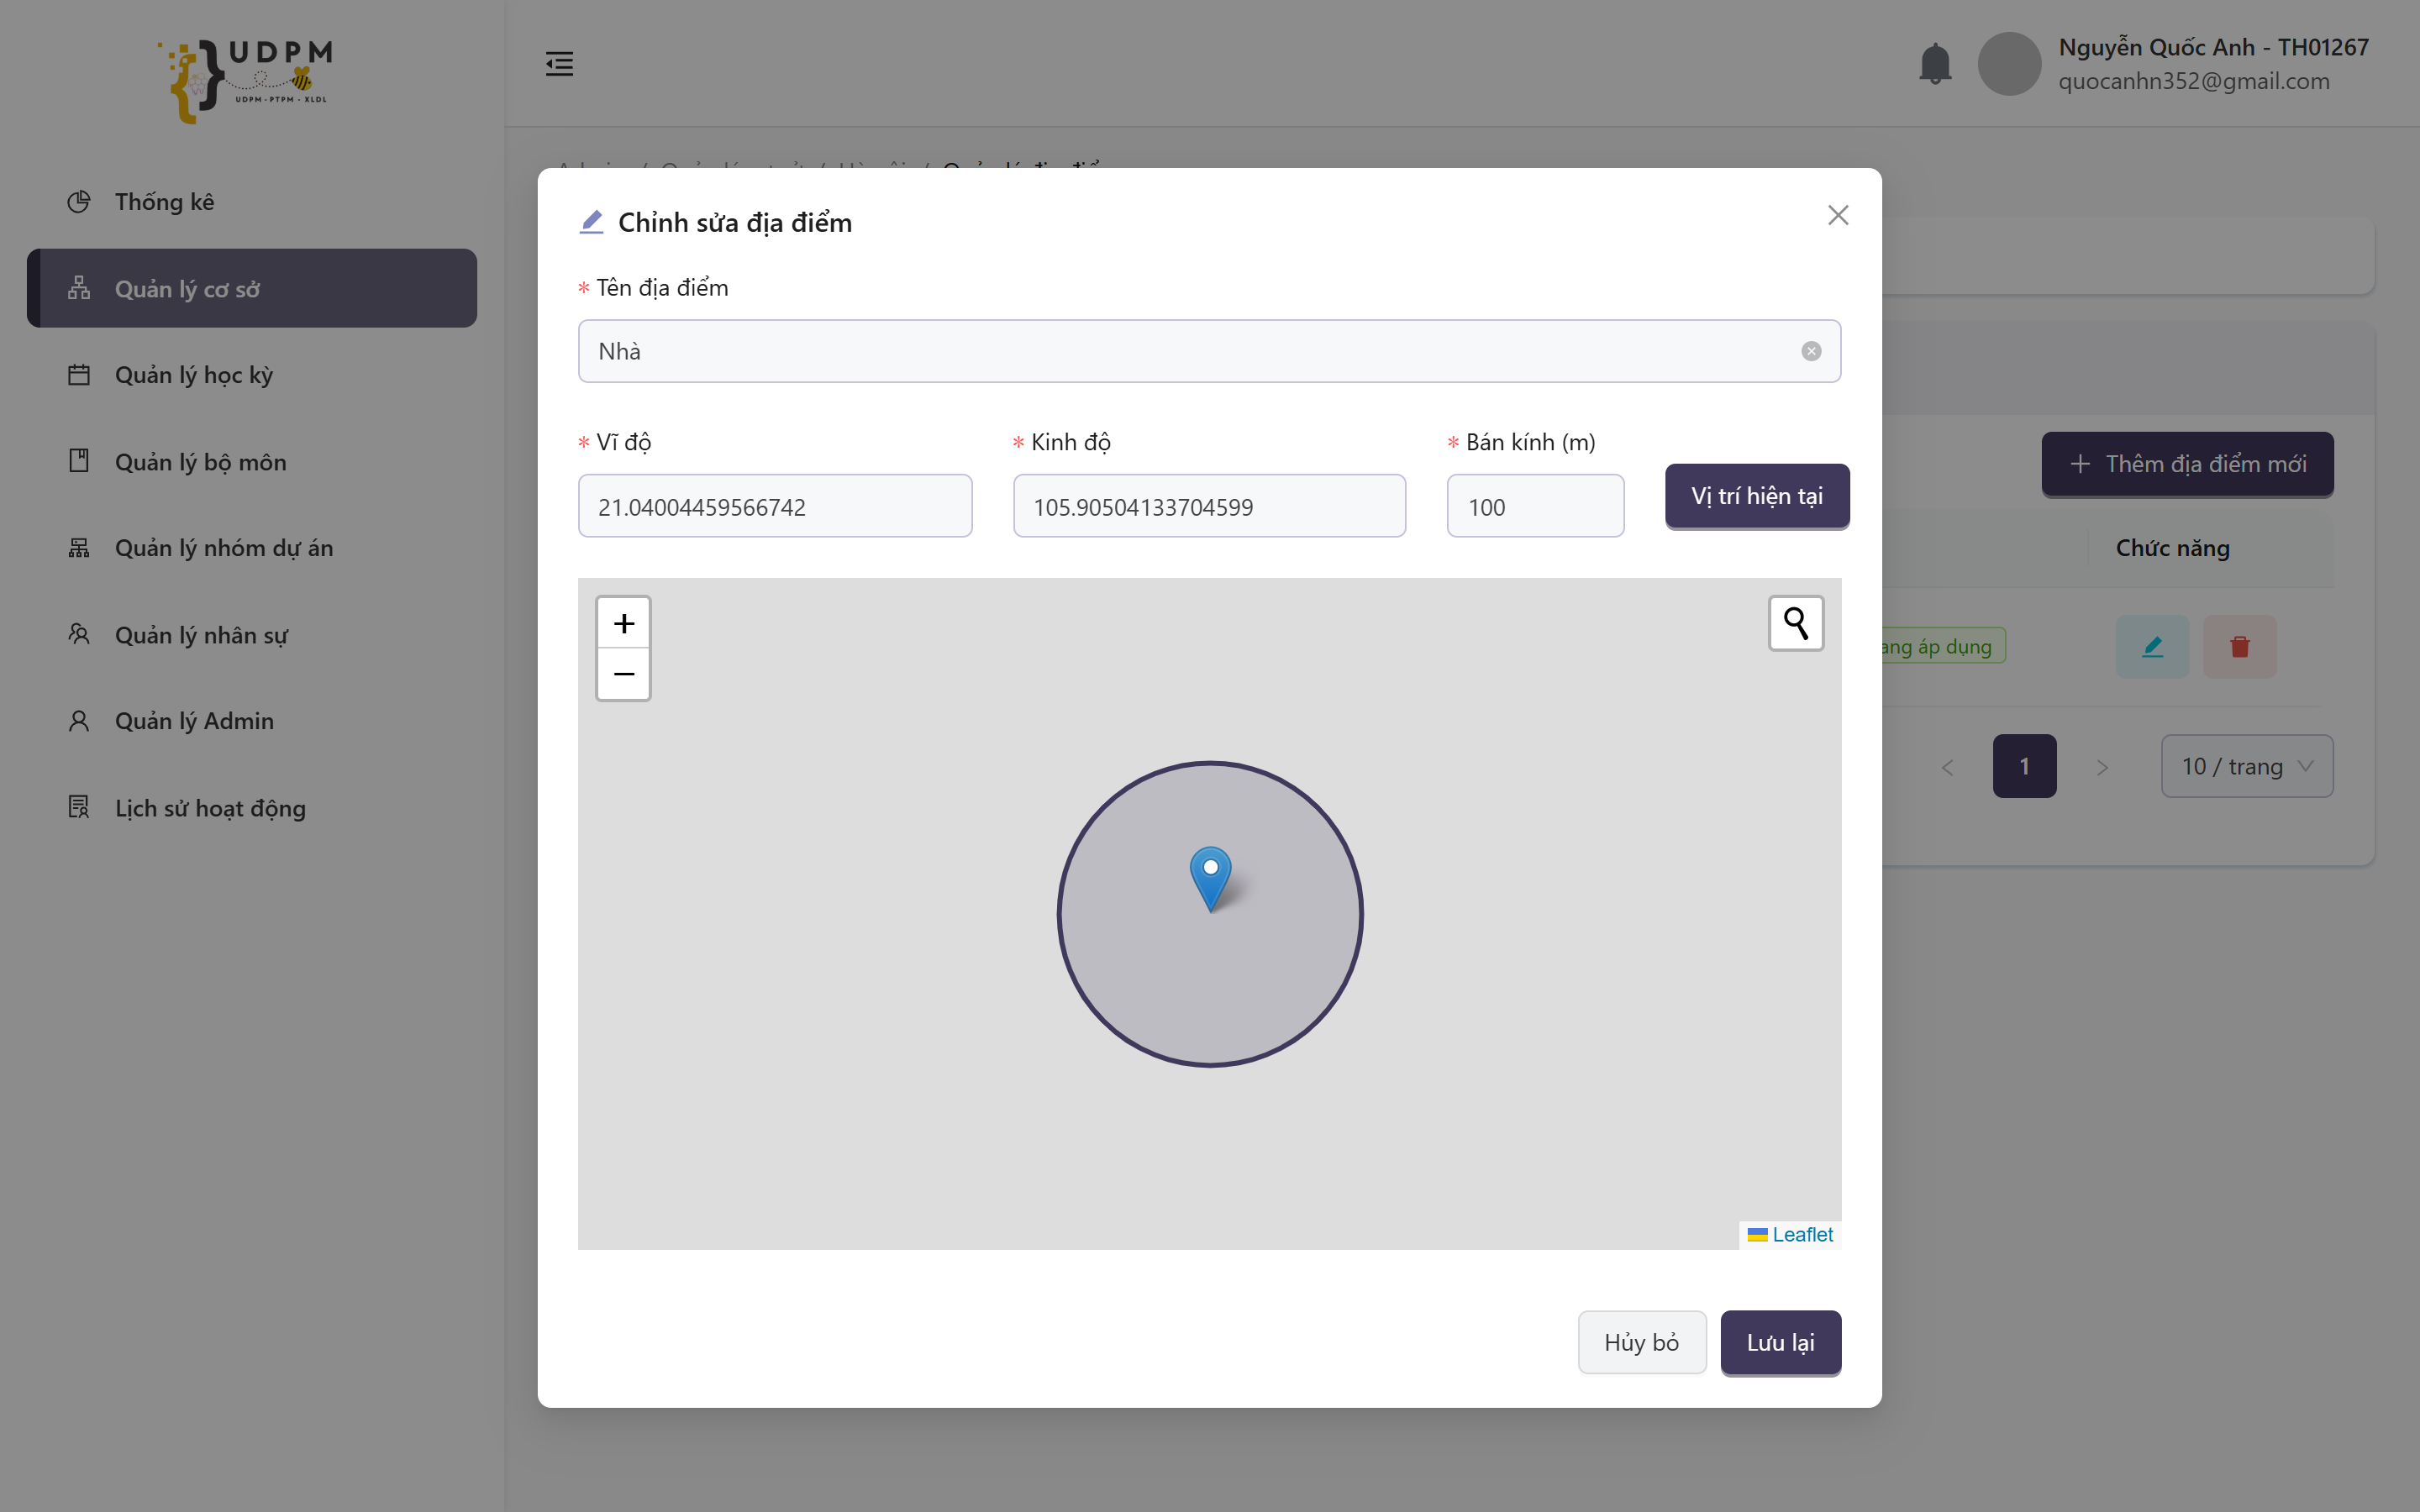 UDPM
UDPM - PTPM - XLDL
Thống kê
Quản lý cơ sở
Quản lý học kỳ
Quản lý bộ môn
Quản lý nhóm dự án
Quản lý nhân sự
Quản lý Admin
Lịch sử hoạt động
Nguyễn Quốc Anh - TH01267
quocanhn352@gmail.com
Chỉnh sửa địa điểm
* Tên địa điểm
Nhà
* Vĩ độ
* Kinh độ
* Bán kính (m)
21.04004459566742
105.90504133704599
100
Vị trí hiện tại
+
−
Leaflet
Hủy bỏ
Lưu lại
+ Thêm địa điểm mới
Chức năng
ang áp dụng
< 1 >
10 / trang